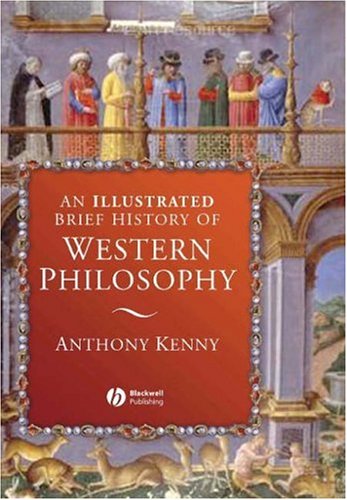 AN ILLUSTRATED
BRIEF HISTORY OF
WESTERN
PHILOSOPHY
ANTHONY KENNY
Blackwell
Publishing